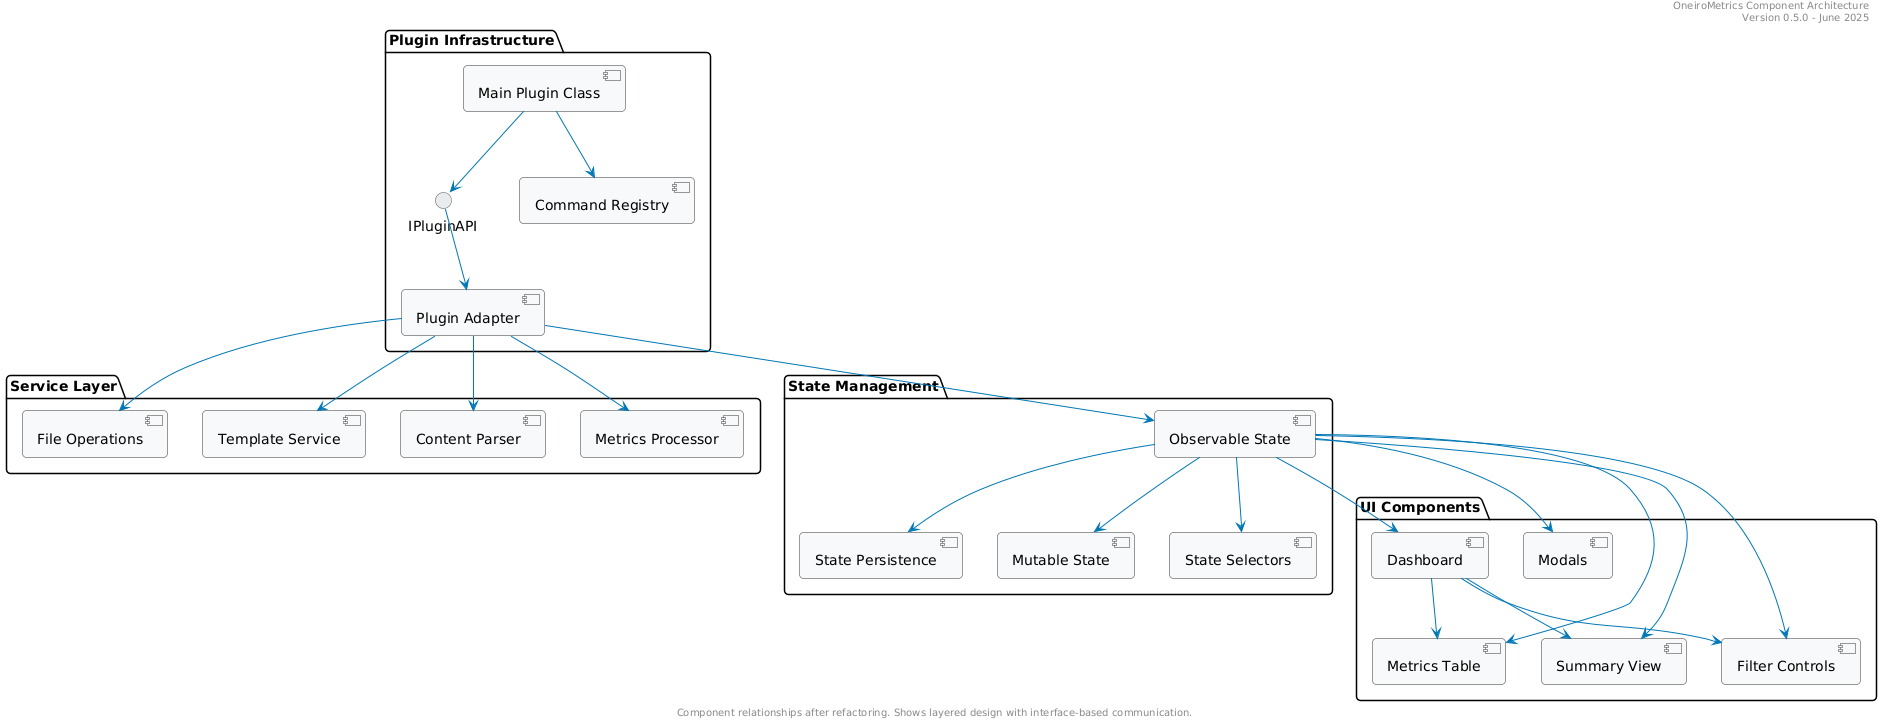 OneiroMetrics Component Architecture
Version 0.5.0 - June 2025
Plugin Infrastructure
Main Plugin Class
Command Registry
IPluginAPI
Plugin Adapter
Service Layer
File Operations
Template Service
Content Parser
Metrics Processor
State Management
Observable State
State Persistence
Mutable State
State Selectors
UI Components
Dashboard
Modals
Metrics Table
Summary View
Filter Controls
Component relationships after refactoring. Shows layered design with interface-based communication.